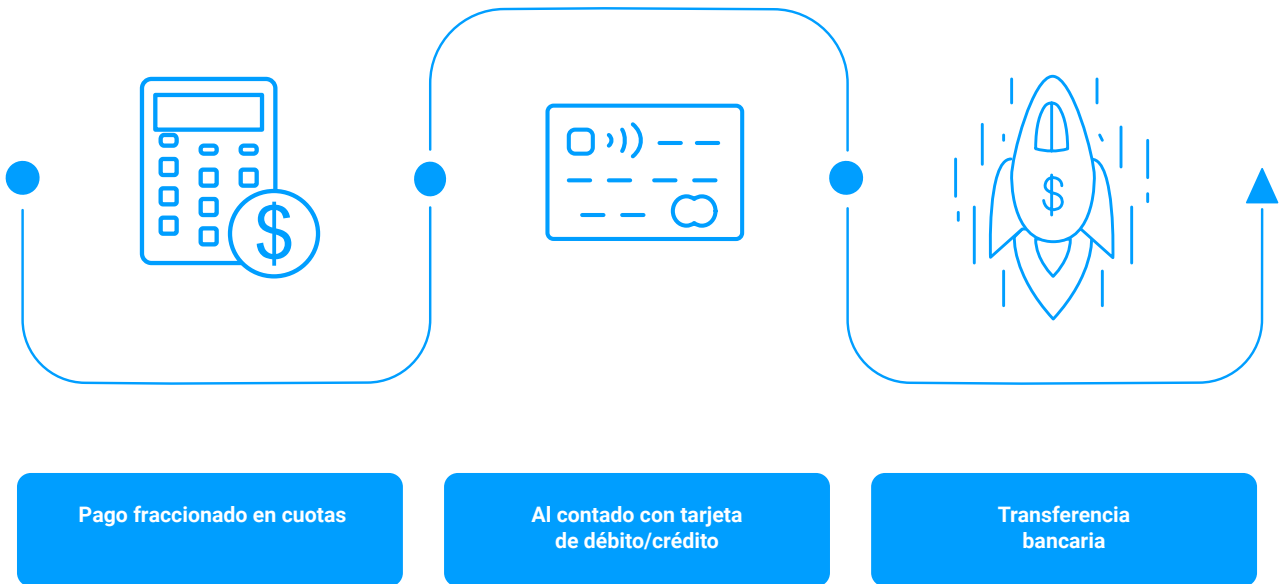 $
$
Pago fraccionado en cuotas
Al contado con tarjeta
de débito/crédito
Transferencia
bancaria